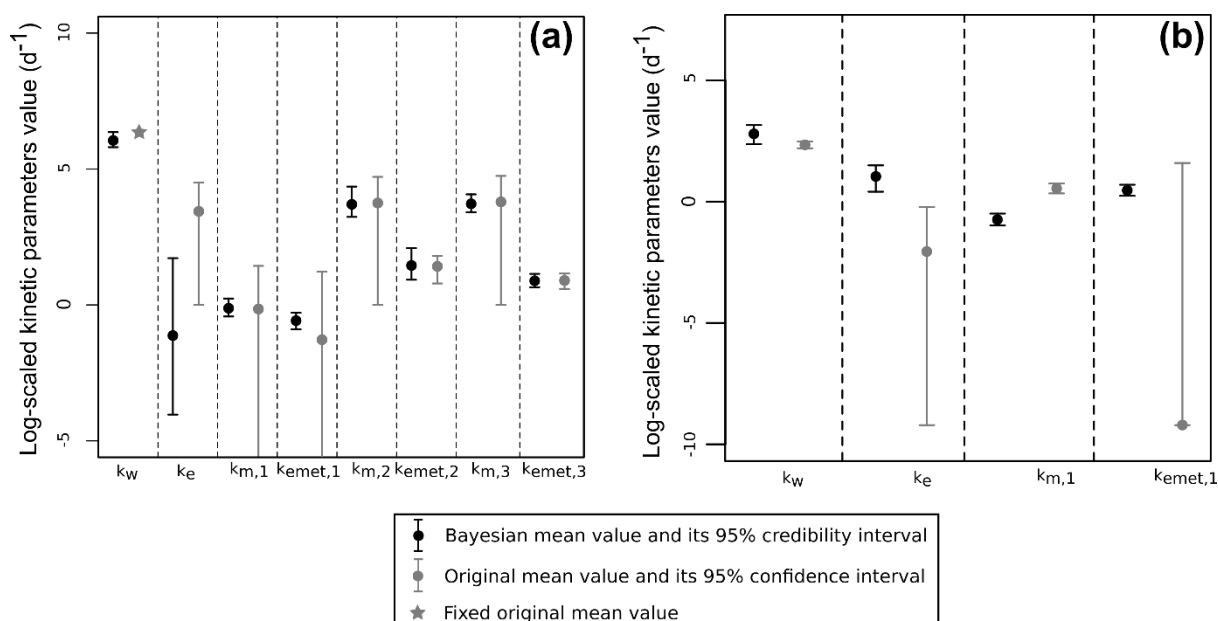 (a)
Log-scaled kinetic parameters value (d⁻¹)
10
5
0
-5
kw ke km,1 kemet,1 km,2 kemet,2 km,3 kemet,3
(b)
Log-scaled kinetic parameters value (d⁻¹)
5
0
-5
-10
kw ke km,1 kemet,1
Bayesian mean value and its 95% credibility interval
Original mean value and its 95% confidence interval
Fixed original mean value